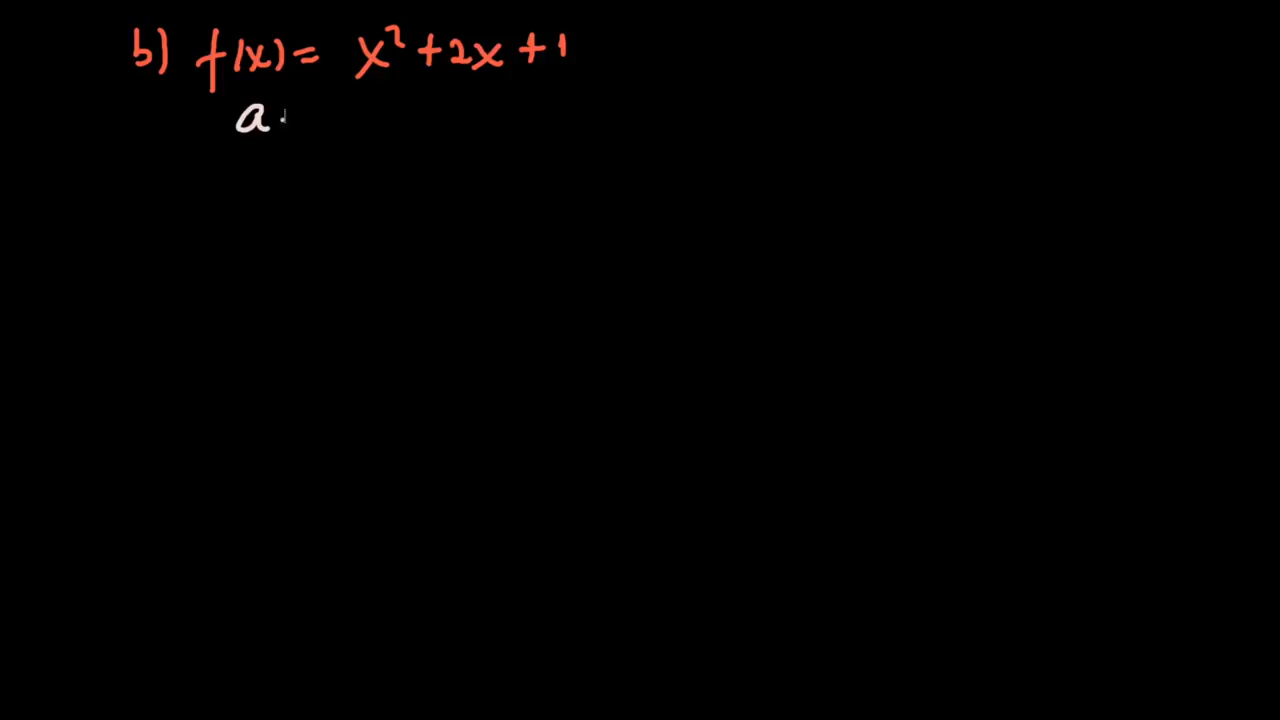 b) f(x) = x² + 2x + 1
a